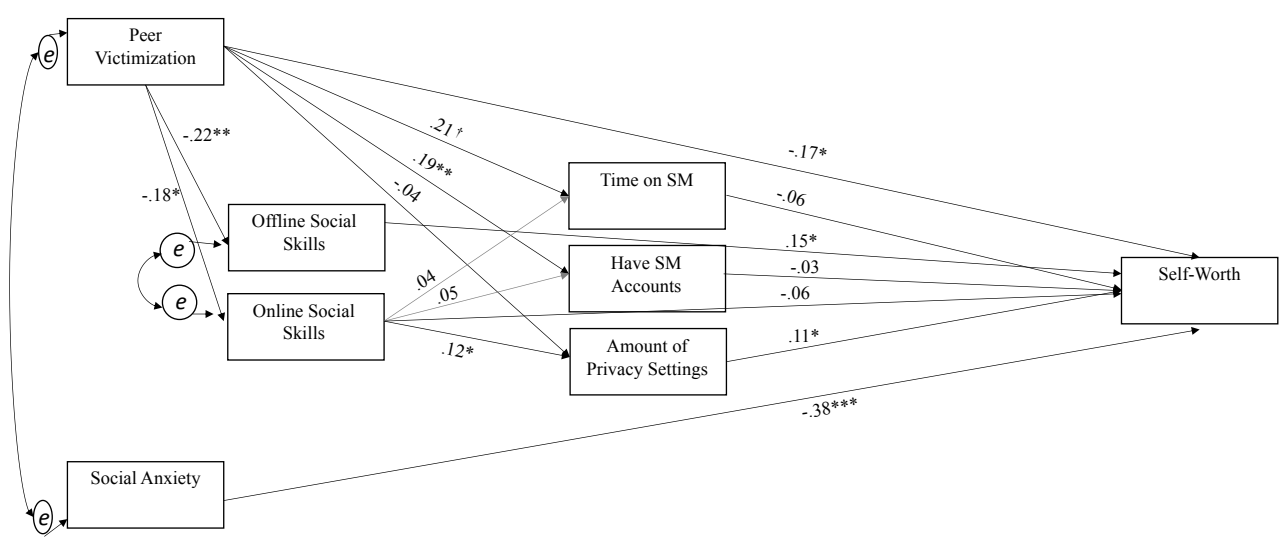 Peer
Victimization
e
-.22**
-.18*
.21†
.19**
-.04
-.17*
Time on SM
-.06
Offline Social
Skills
e
.15*
Have SM
Accounts
-.03
Self-Worth
.04
.05
-.06
e
Online Social
Skills
.12*
Amount of
Privacy Settings
.11*
-.38***
Social Anxiety
e